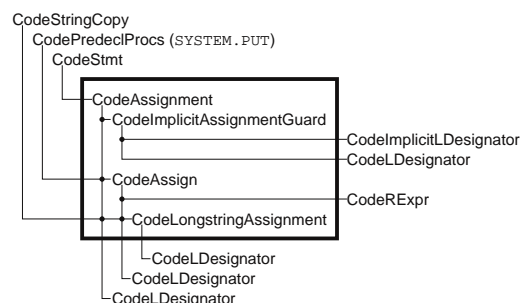 CodeStringCopy
CodePredeclProcs (SYSTEM.PUT)
CodeStmt
CodeAssignment
CodeImplicitAssignmentGuard
CodeImplicitLDesignator
CodeLDesignator
CodeAssign
CodeRExpr
CodeLongstringAssignment
CodeLDesignator
CodeLDesignator
CodeLDesignator